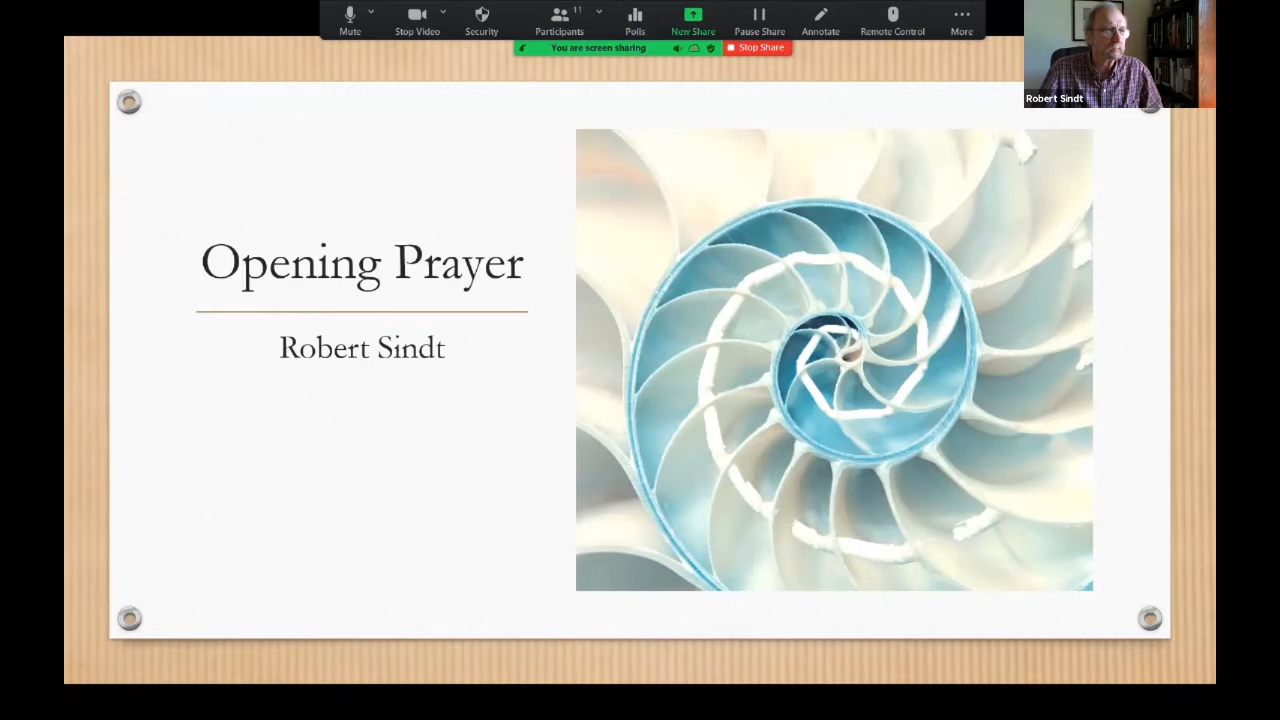 11
Mute
Stop Video
Security
Participants
Polls
New Share
Pause Share
Annotate
Remote Control
More
You are screen sharing
Stop Share
Robert Sindt
Opening Prayer
Robert Sindt